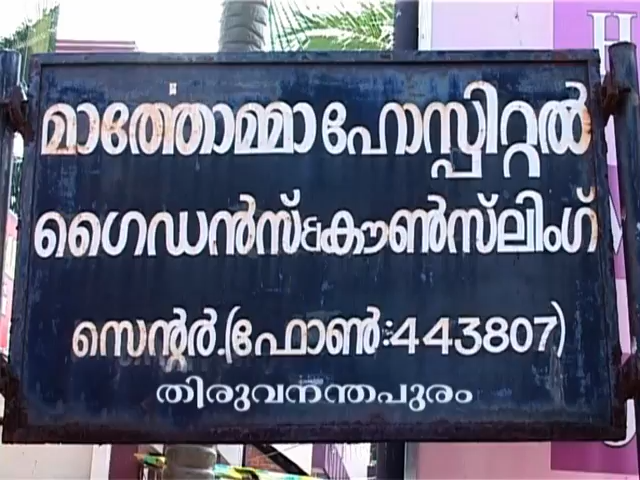 മാർത്തോമ്മാ ഹോസ്പിറ്റൽ
ഗൈഡൻസ് & കൗൺസ്‌ലിംഗ്
സെന്റർ. (ഫോൺ : 443807)
തിരുവനന്തപുരം